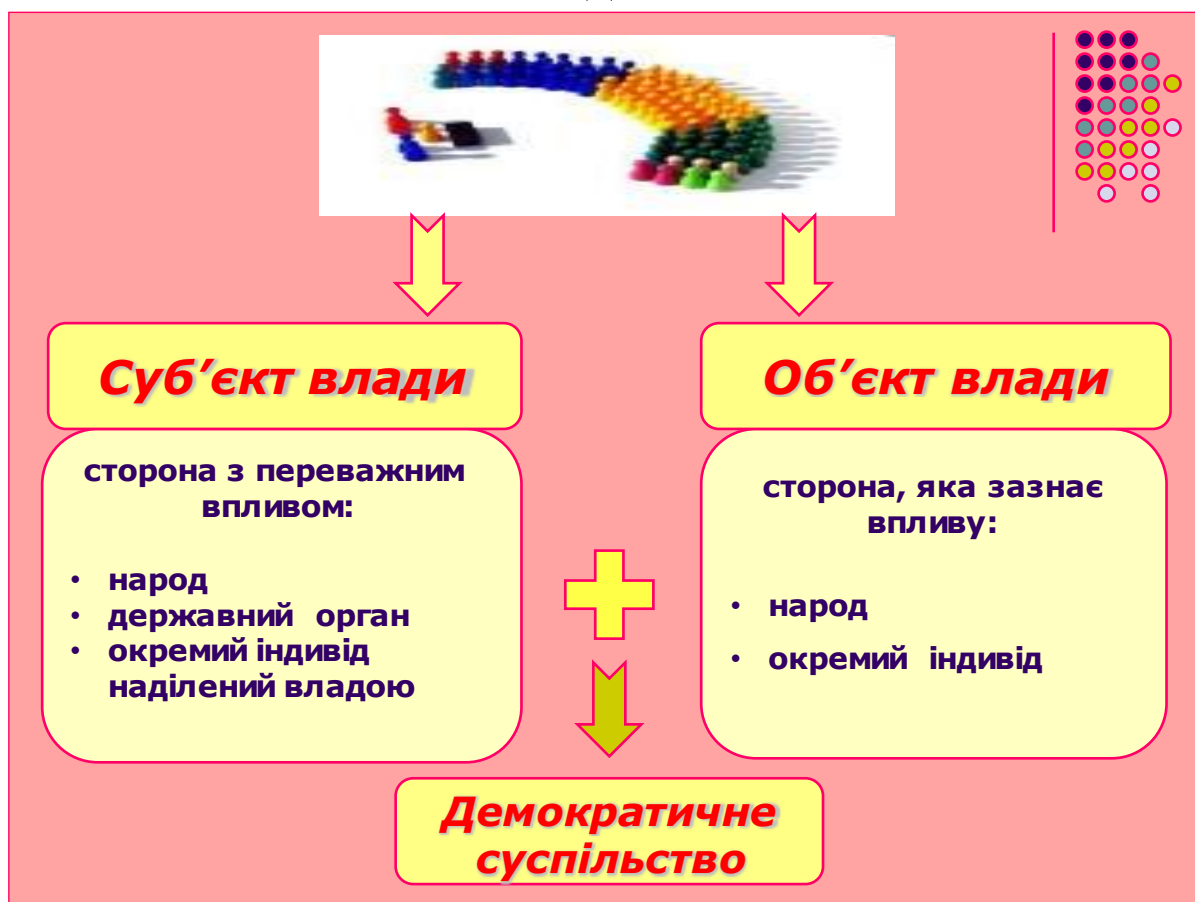 Суб’єкт влади
сторона з переважним
впливом:
• народ
• державний орган
• окремий індивід
наділений владою
Об’єкт влади
сторона, яка зазнає
впливу:
• народ
• окремий індивід
Демократичне
суспільство